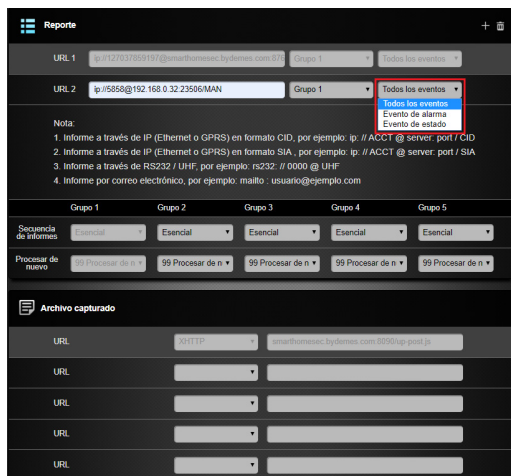 Reporte
URL 1 ip://127037859197@smarthomesec.bydemes.com:876 Grupo 1 Todos los eventos
URL 2 ip://5858@192.168.0.32:23506/MAN Grupo 1 Todos los eventos
Todos los eventos
Evento de alarma
Evento de estado
Nota:
1. Informe a través de IP (Ethernet o GPRS) en formato CID, por ejemplo: ip: // ACCT @ server: port / CID
2. Informe a través de IP (Ethernet o GPRS) en formato SIA , por ejemplo: ip: // ACCT @ server: port / SIA
3. Informe a través de RS232 / UHF, por ejemplo: rs232: // 0000 @ UHF
4. Informe por correo electrónico, por ejemplo: mailto : usuario@ejemplo.com
Grupo 1 Grupo 2 Grupo 3 Grupo 4 Grupo 5
Secuencia de informes Esencial Esencial Esencial Esencial Esencial
Procesar de nuevo 99 Procesar de n 99 Procesar de n 99 Procesar de n 99 Procesar de n 99 Procesar de n
Archivo capturado
URL XHTTP smarthomesec.bydemes.com:8090/up-post.js
URL
URL
URL
URL